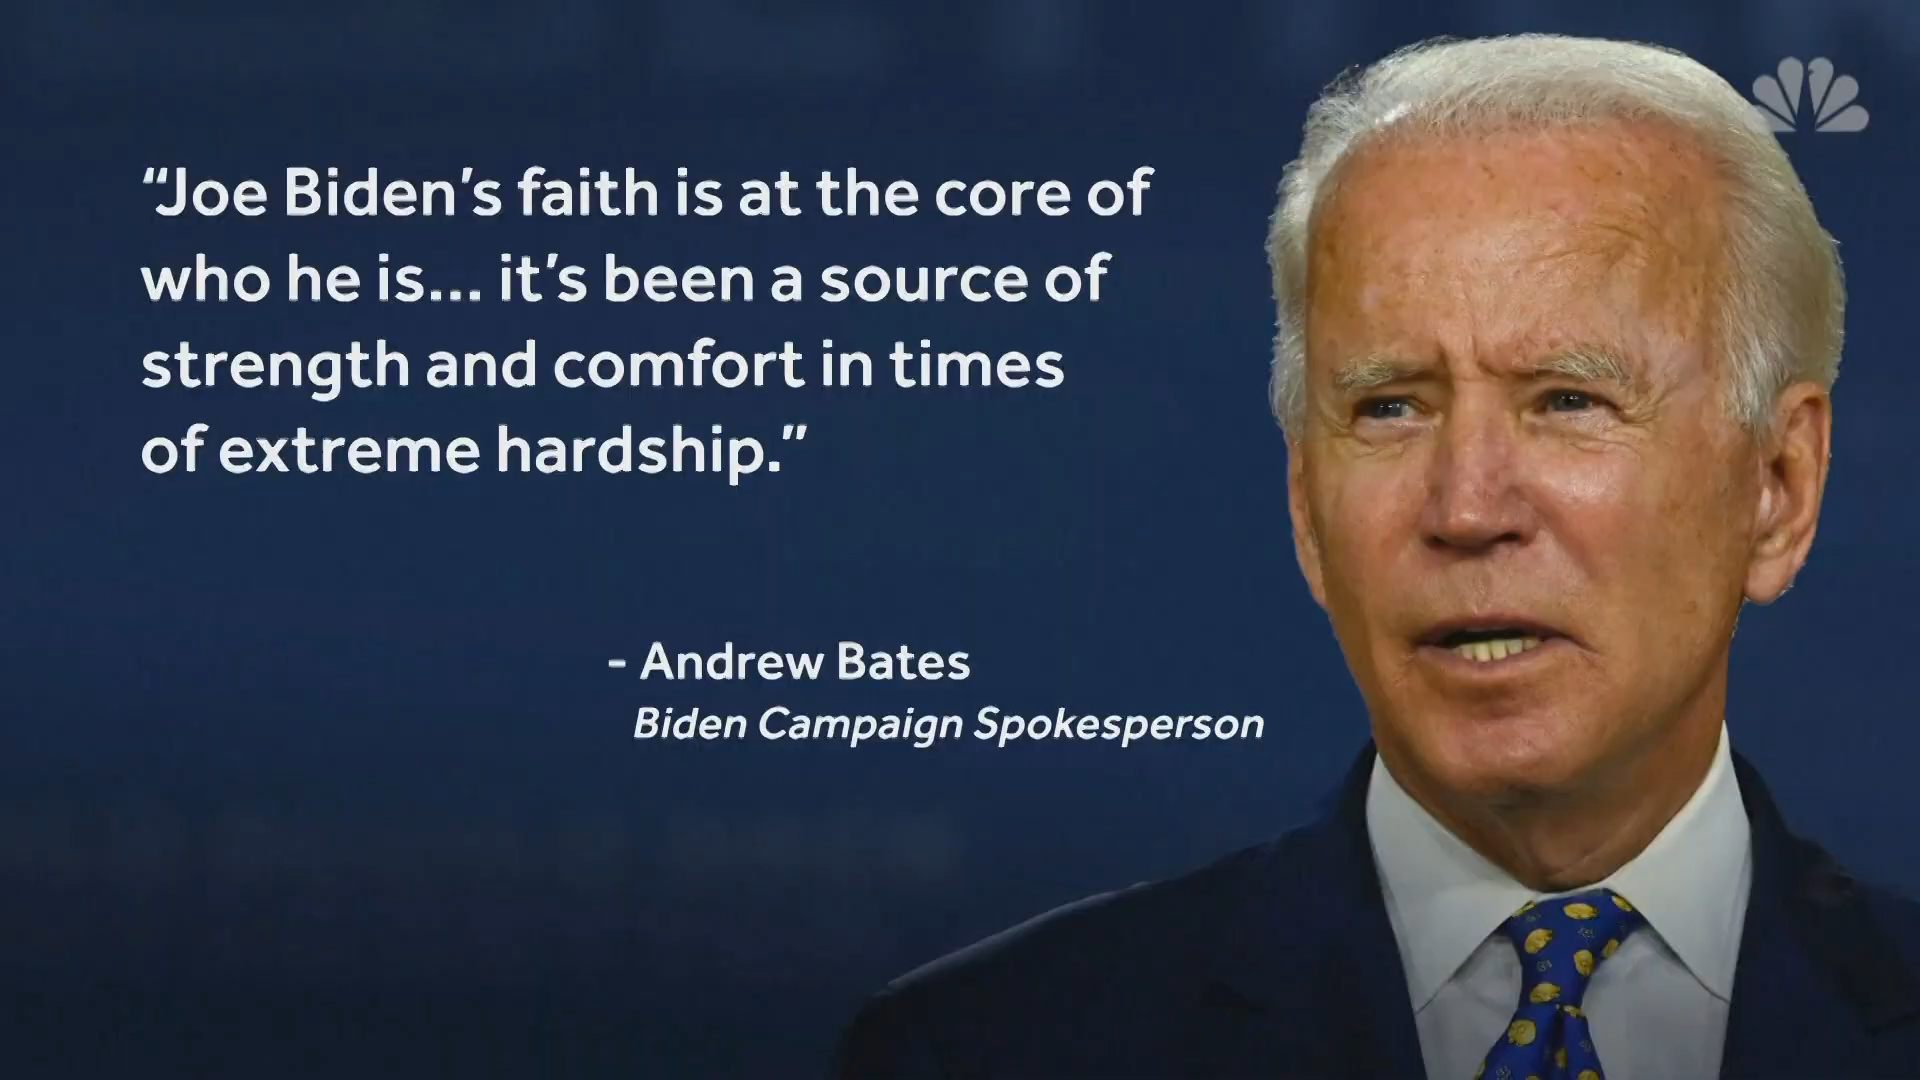 “Joe Biden’s faith is at the core of
who he is... it’s been a source of
strength and comfort in times
of extreme hardship.”
- Andrew Bates
Biden Campaign Spokesperson